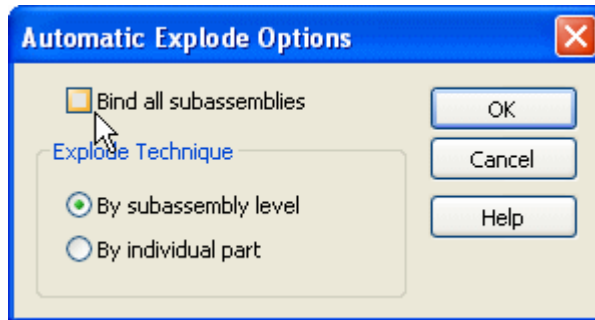 Automatic Explode Options
Bind all subassemblies
OK
Explode Technique
Cancel
By subassembly level
Help
By individual part